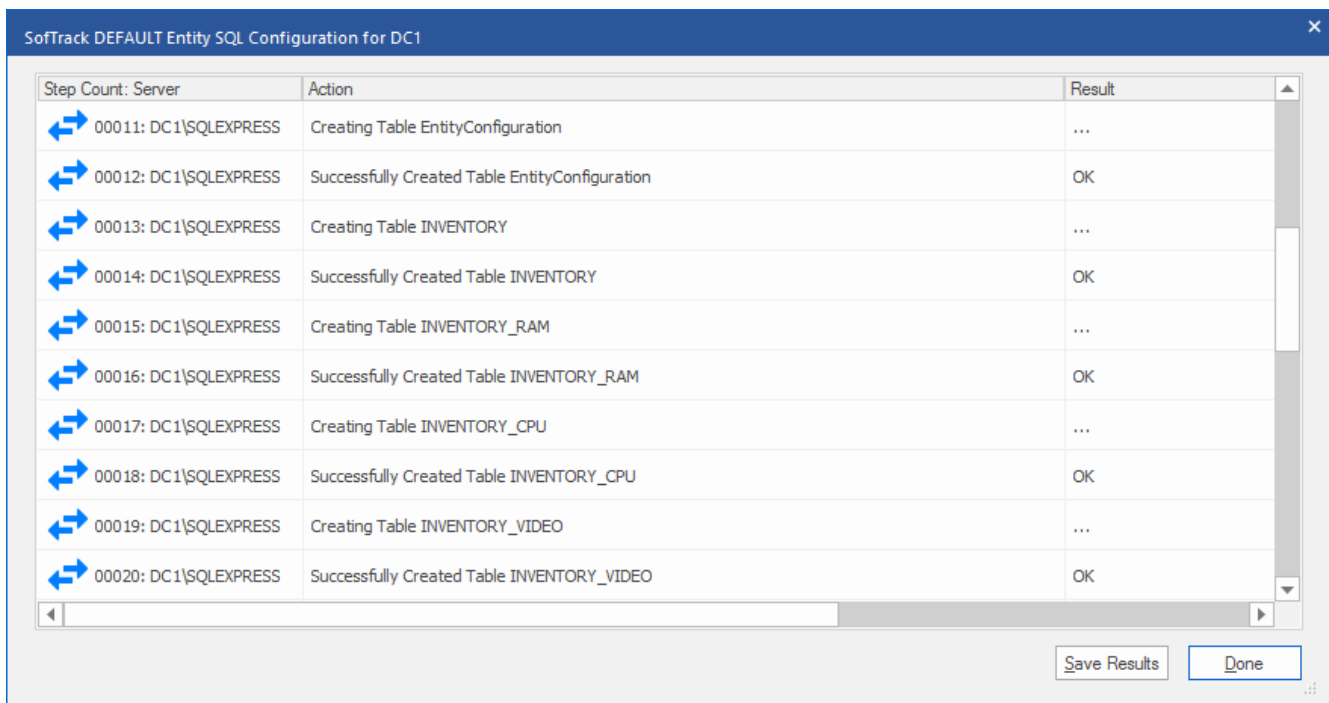 SofTrack DEFAULT Entity SQL Configuration for DC1
Step Count: Server Action Result
00011: DC1\SQLEXPRESS Creating Table EntityConfiguration ...
00012: DC1\SQLEXPRESS Successfully Created Table EntityConfiguration OK
00013: DC1\SQLEXPRESS Creating Table INVENTORY ...
00014: DC1\SQLEXPRESS Successfully Created Table INVENTORY OK
00015: DC1\SQLEXPRESS Creating Table INVENTORY_RAM ...
00016: DC1\SQLEXPRESS Successfully Created Table INVENTORY_RAM OK
00017: DC1\SQLEXPRESS Creating Table INVENTORY_CPU ...
00018: DC1\SQLEXPRESS Successfully Created Table INVENTORY_CPU OK
00019: DC1\SQLEXPRESS Creating Table INVENTORY_VIDEO ...
00020: DC1\SQLEXPRESS Successfully Created Table INVENTORY_VIDEO OK
Save Results Done